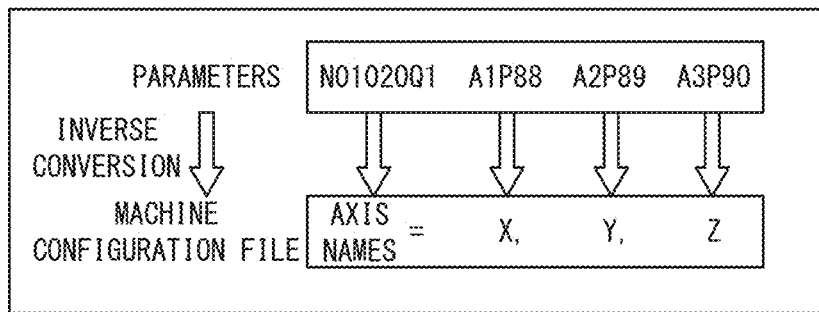 PARAMETERS N01020Q1 A1P88 A2P89 A3P90
INVERSE
CONVERSION
MACHINE
CONFIGURATION FILE
AXIS
NAMES = X, Y, Z